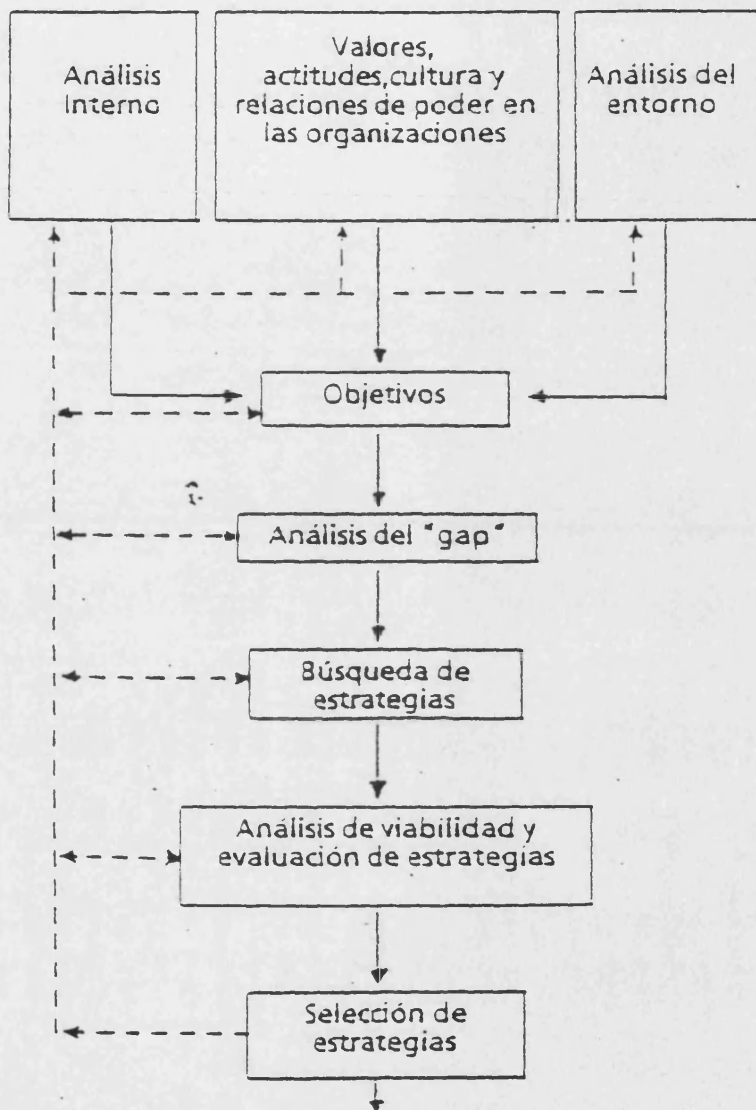 Análisis
Interno
Valores,
actitudes,cultura y
relaciones de poder en
las organizaciones
Análisis del
entorno
Objetivos
Análisis del "gap"
Búsqueda de
estrategias
Análisis de viabilidad y
evaluación de estrategias
Selección de
estrategias